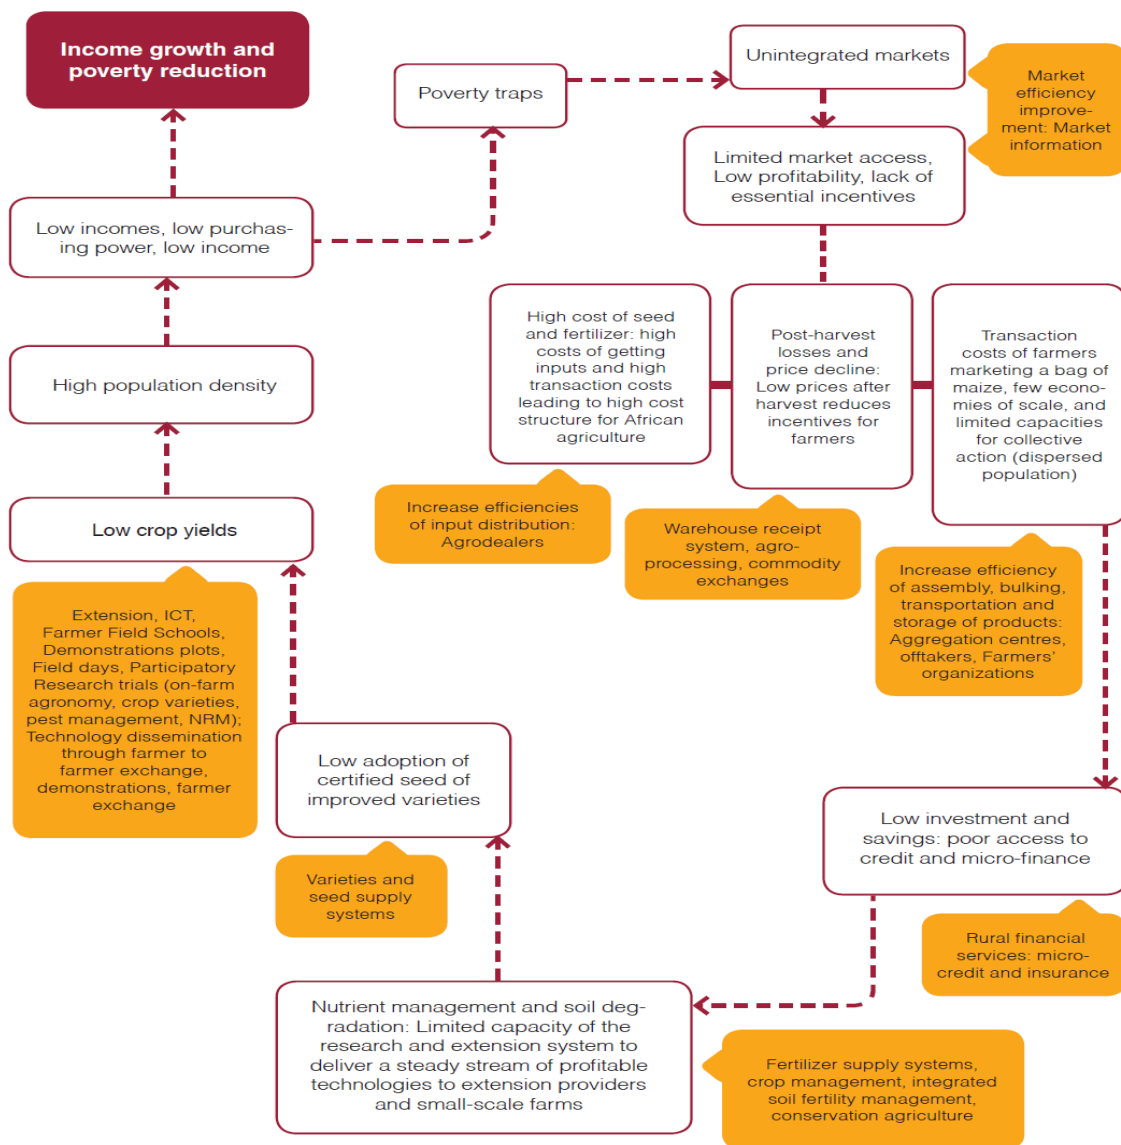 Income growth and
poverty reduction
Poverty traps
Unintegrated markets
Market
efficiency
improve-
ment: Market
information
Limited market access,
Low profitability, lack of
essential incentives
Low incomes, low purchas-
ing power, low income
High cost of seed
and fertilizer: high
costs of getting
inputs and high
transaction costs
leading to high cost
structure for African
agriculture
Post-harvest
losses and
price decline:
Low prices after
harvest reduces
incentives for
farmers
Transaction
costs of farmers
marketing a bag of
maize, few econo-
mies of scale, and
limited capacities
for collective
action (dispersed
population)
High population density
Increase efficiencies
of input distribution:
Agrodealers
Warehouse receipt
system, agro-
processing, commodity
exchanges
Increase efficiency
of assembly, bulking,
transportation and
storage of products:
Aggregation centres,
offtakers, Farmers'
organizations
Low crop yields
Extension, ICT,
Farmer Field Schools,
Demonstrations plots,
Field days, Participatory
Research trials (on-farm
agronomy, crop varieties,
pest management, NRM);
Technology dissemination
through farmer to
farmer exchange,
demonstrations, farmer
exchange
Low adoption of
certified seed of
improved varieties
Varieties and
seed supply
systems
Low investment and
savings: poor access to
credit and micro-finance
Rural financial
services: micro-
credit and insurance
Nutrient management and soil deg-
radation: Limited capacity of the
research and extension system to
deliver a steady stream of profitable
technologies to extension providers
and small-scale farms
Fertilizer supply systems,
crop management, integrated
soil fertility management,
conservation agriculture